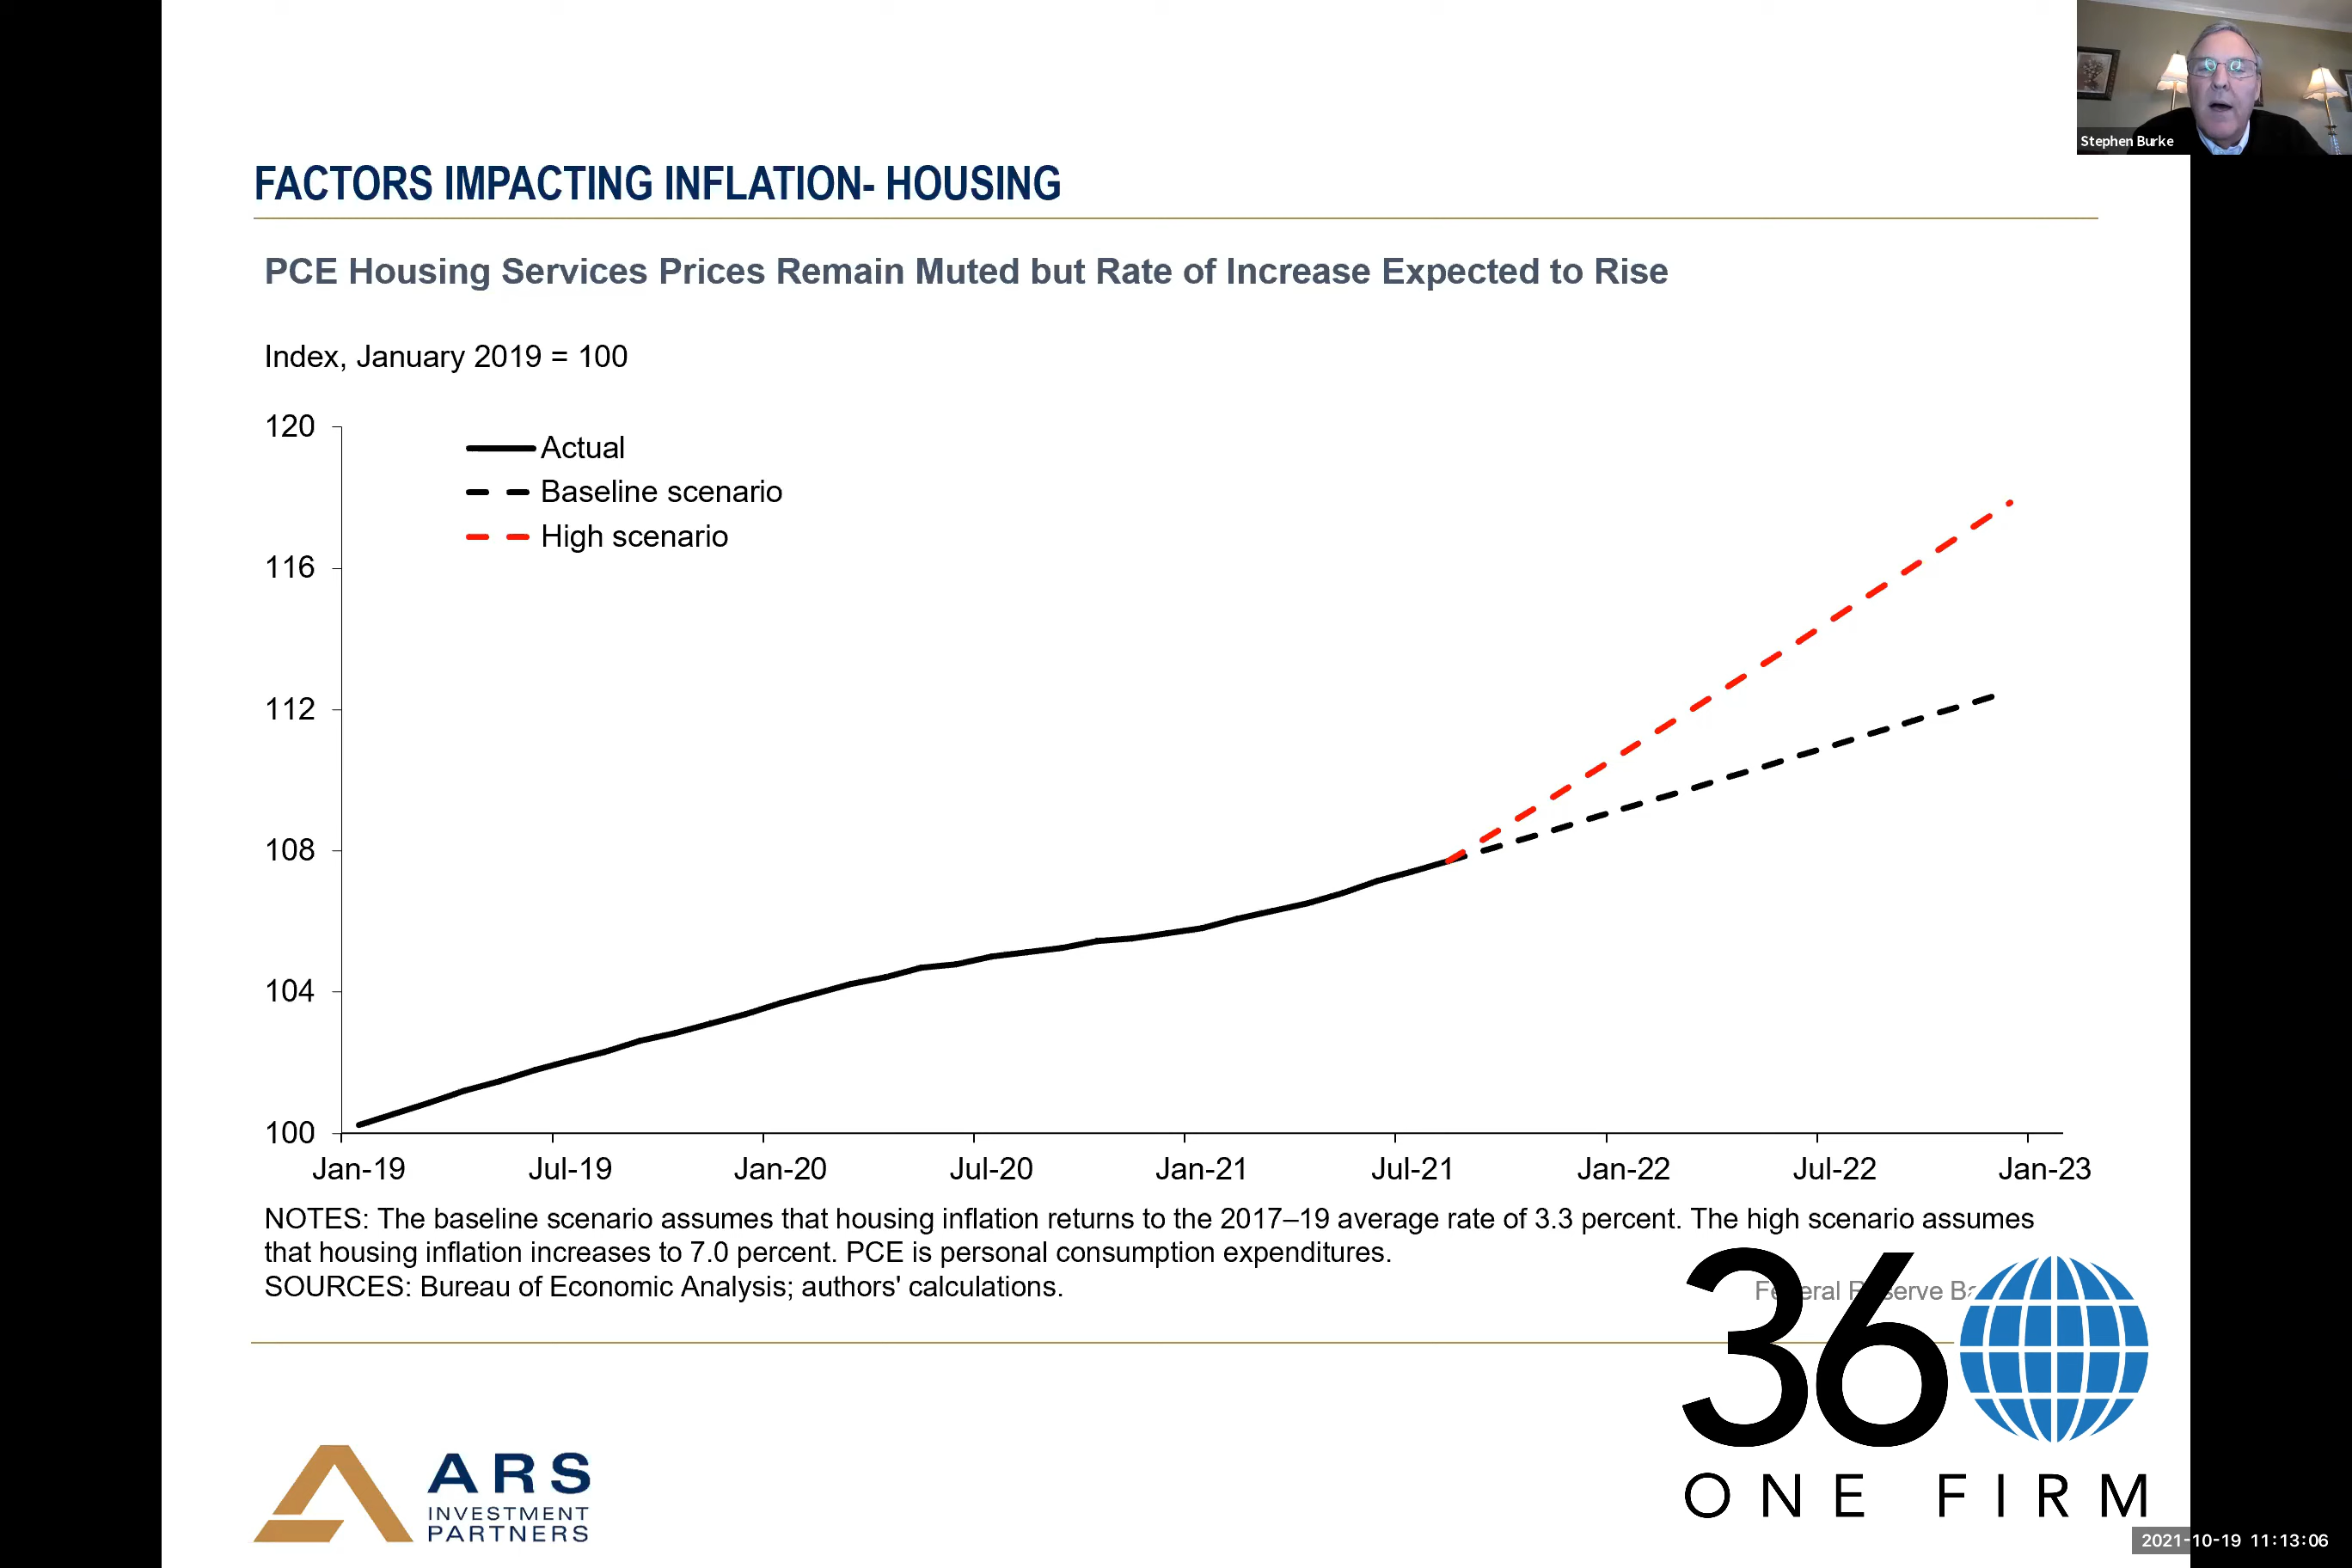 Stephen Burke
FACTORS IMPACTING INFLATION- HOUSING
PCE Housing Services Prices Remain Muted but Rate of Increase Expected to Rise
Index, January 2019 = 100
120
116
112
108
104
100
Actual
Baseline scenario
High scenario
Jan-19 Jul-19 Jan-20 Jul-20 Jan-21 Jul-21 Jan-22 Jul-22 Jan-23
NOTES: The baseline scenario assumes that housing inflation returns to the 2017–19 average rate of 3.3 percent. The high scenario assumes
that housing inflation increases to 7.0 percent. PCE is personal consumption expenditures.
SOURCES: Bureau of Economic Analysis; authors' calculations.
36
ONE FIRM
ARS
INVESTMENT
PARTNERS
2021-10-19 11:13:06